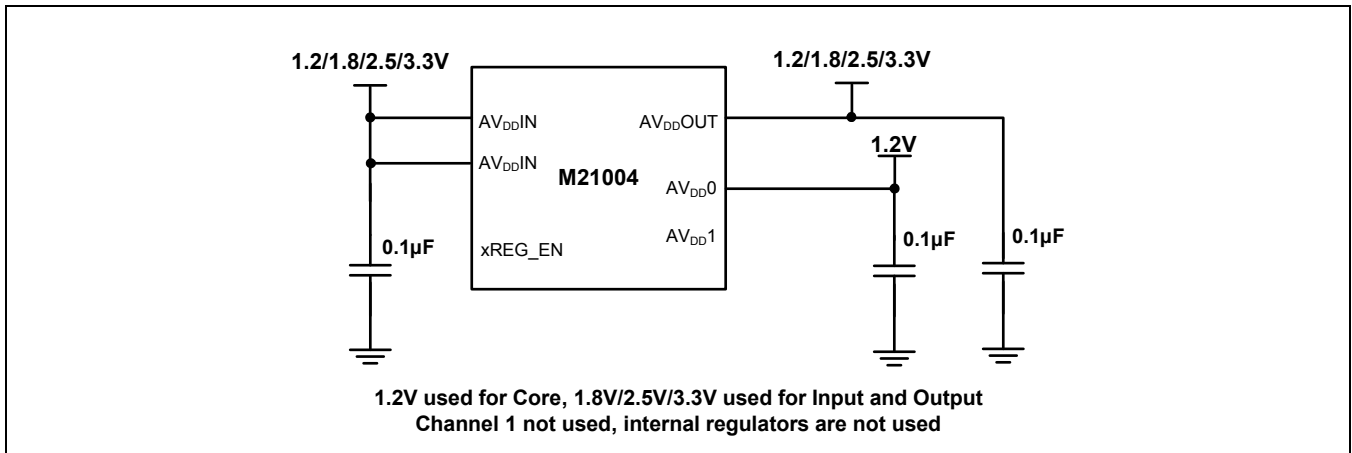 1.2/1.8/2.5/3.3V
1.2/1.8/2.5/3.3V
AVDDIN
AVDDOUT
1.2V
AVDDIN
M21004
AVDD0
AVDD1
0.1µF
xREG_EN
0.1µF
0.1µF
1.2V used for Core, 1.8V/2.5V/3.3V used for Input and Output
Channel 1 not used, internal regulators are not used